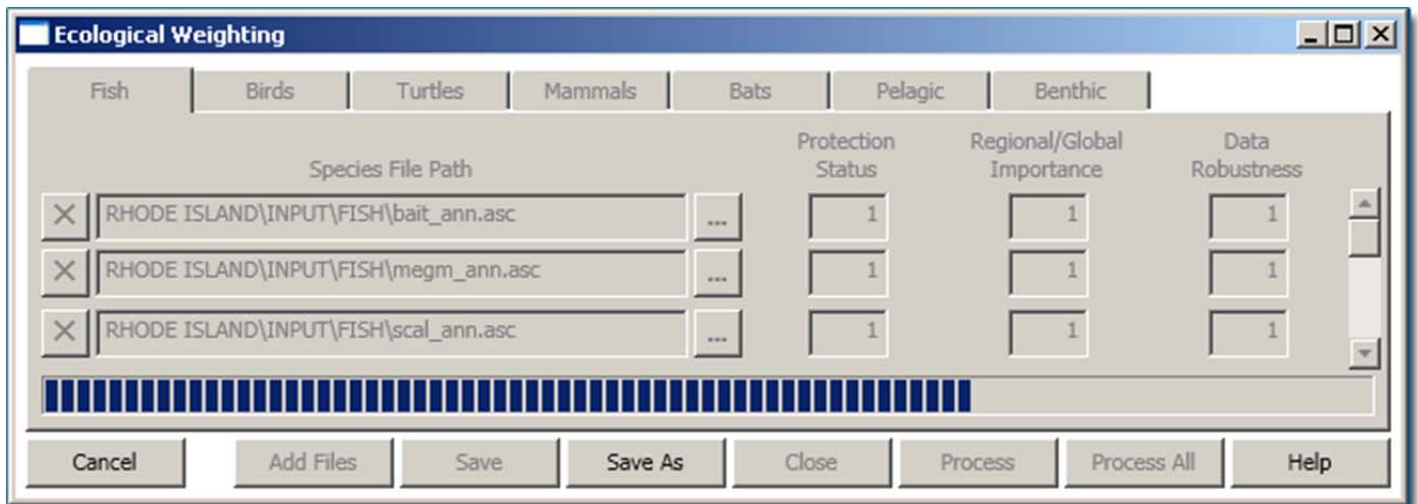 Ecological Weighting
Fish Birds Turtles Mammals Bats Pelagic Benthic
Protection Regional/Global Data
Species File Path Status Importance Robustness
RHODE ISLAND\INPUT\FISH\bait_ann.asc ... 1 1 1
RHODE ISLAND\INPUT\FISH\megm_ann.asc ... 1 1 1
RHODE ISLAND\INPUT\FISH\scal_ann.asc ... 1 1 1
Cancel Add Files Save Save As Close Process Process All Help